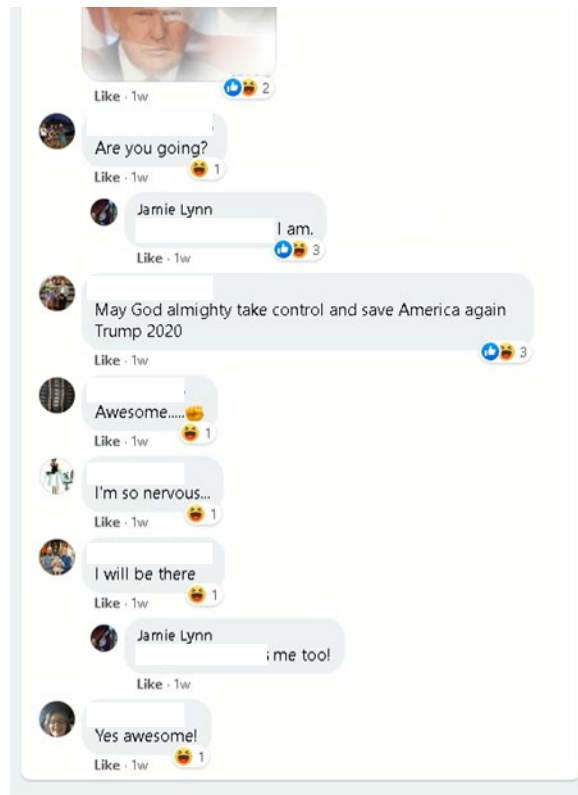 Like · 1w
2
Are you going?
1
Like · 1w
Jamie Lynn
I am.
3
Like · 1w
May God almighty take control and save America again
Trump 2020
3
Like · 1w
Awesome.....✊
1
Like · 1w
I'm so nervous...
1
Like · 1w
I will be there
1
Like · 1w
Jamie Lynn
me too!
Like · 1w
Yes awesome!
1
Like · 1w